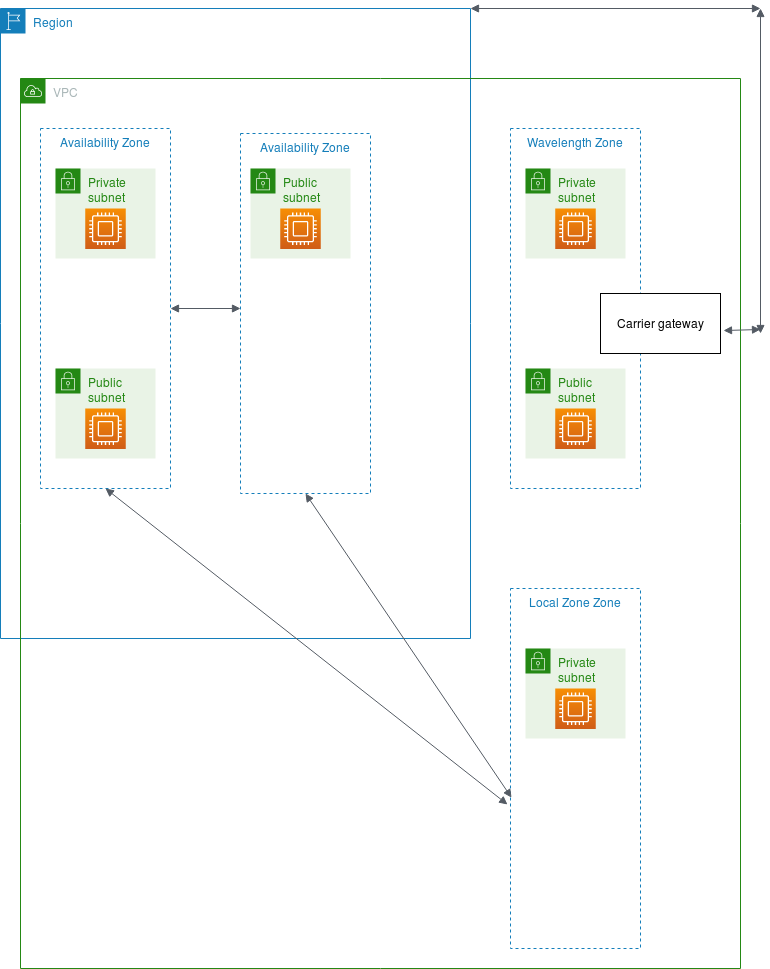 Region
VPC
Availability Zone
Private
subnet
Public
subnet
Availability Zone
Public
subnet
Wavelength Zone
Private
subnet
Carrier gateway
Public
subnet
Local Zone Zone
Private
subnet